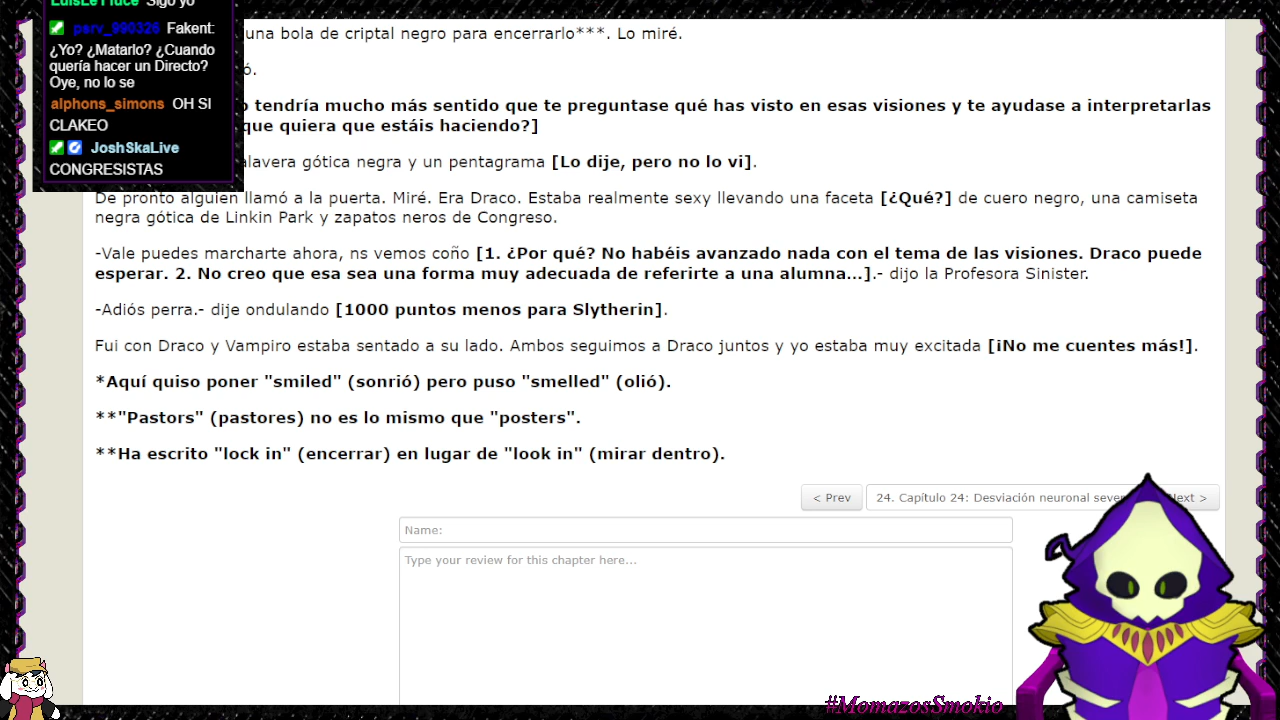 LuisLePruce Sigo yo
perv_990326 Fakent:
¿Yo? ¿Matarlo? ¿Cuando
quería hacer un Directo?
Oye, no lo se
alphons_simons OH SI
CLAKEO
JoshSkaLive
CONGRESISTAS
una bola de criptal negro para encerrarlo***. Lo miré.
ó.
o tendría mucho más sentido que te preguntase qué has visto en esas visiones y te ayudase a interpretarlas
que quiera que estáis haciendo?]
alavera gótica negra y un pentagrama [Lo dije, pero no lo vi].
De pronto alguien llamó a la puerta. Miré. Era Draco. Estaba realmente sexy llevando una faceta [¿Qué?] de cuero negro, una camiseta
negra gótica de Linkin Park y zapatos neros de Congreso.
-Vale puedes marcharte ahora, ns vemos coño [1. ¿Por qué? No habéis avanzado nada con el tema de las visiones. Draco puede
esperar. 2. No creo que esa sea una forma muy adecuada de referirte a una alumna...].- dijo la Profesora Sinister.
-Adiós perra.- dije ondulando [1000 puntos menos para Slytherin].
Fui con Draco y Vampiro estaba sentado a su lado. Ambos seguimos a Draco juntos y yo estaba muy excitada [¡No me cuentes más!].
*Aquí quiso poner "smiled" (sonrió) pero puso "smelled" (olió).
**"Pastors" (pastores) no es lo mismo que "posters".
**Ha escrito "lock in" (encerrar) en lugar de "look in" (mirar dentro).
< Prev 24. Capítulo 24: Desviación neuronal sever Next >
Name:
Type your review for this chapter here...
#MomazosSmokio